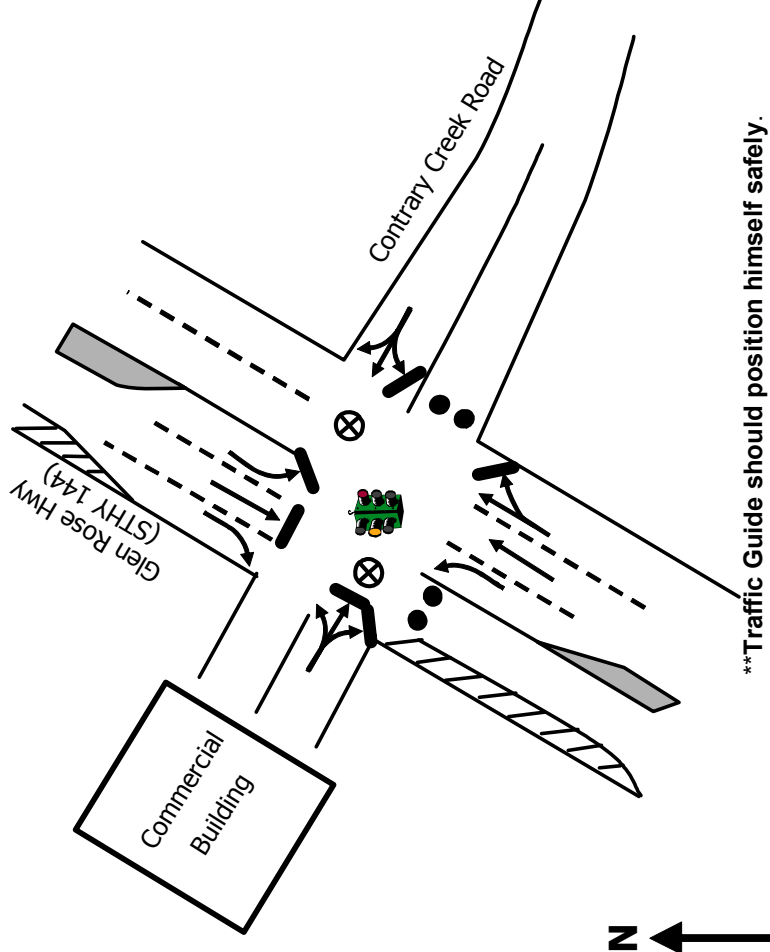 Contrary Creek Road
Glen Rose Hwy
(STHY 144)
Commercial
Building
**Traffic Guide should position himself safely.
N